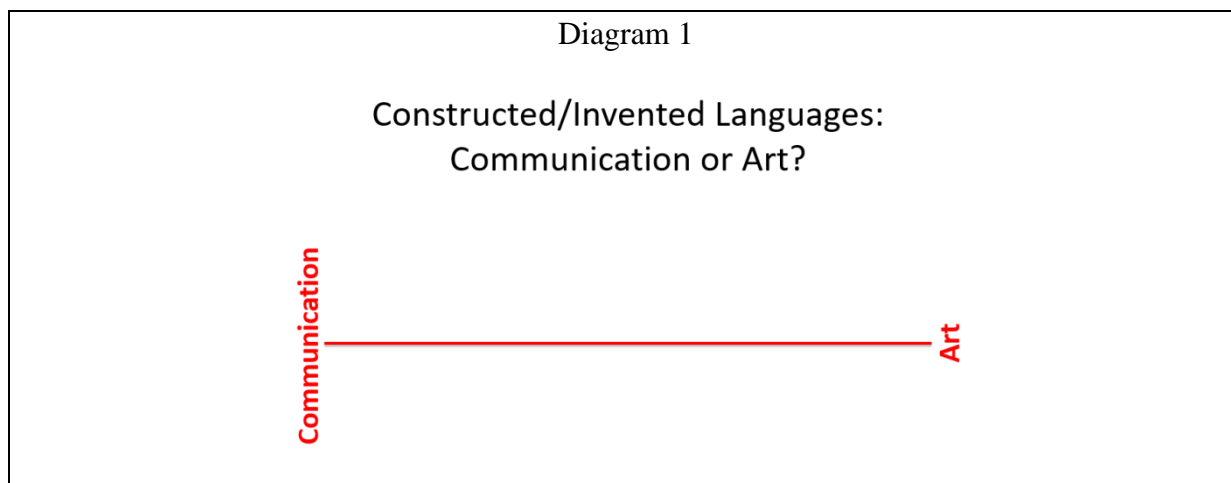 Diagram 1
Constructed/Invented Languages:
Communication or Art?
Communication
Art